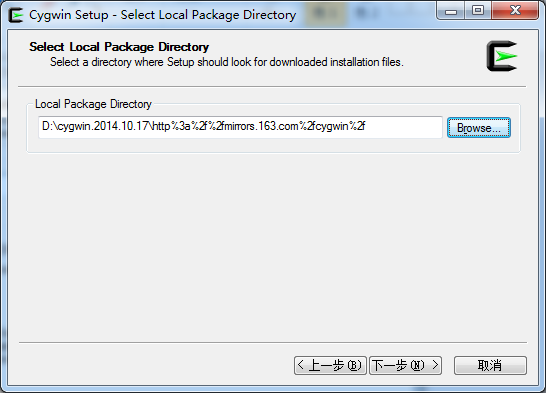 Cygwin Setup - Select Local Package Directory
Select Local Package Directory
Select a directory where Setup should look for downloaded installation files.
Local Package Directory
D:\cygwin.2014.10.17\http%3a%2f%2fmirrors.163.com%2fcygwin%2f
Browse...
< 上一步(B) 下一步(N) > 取消